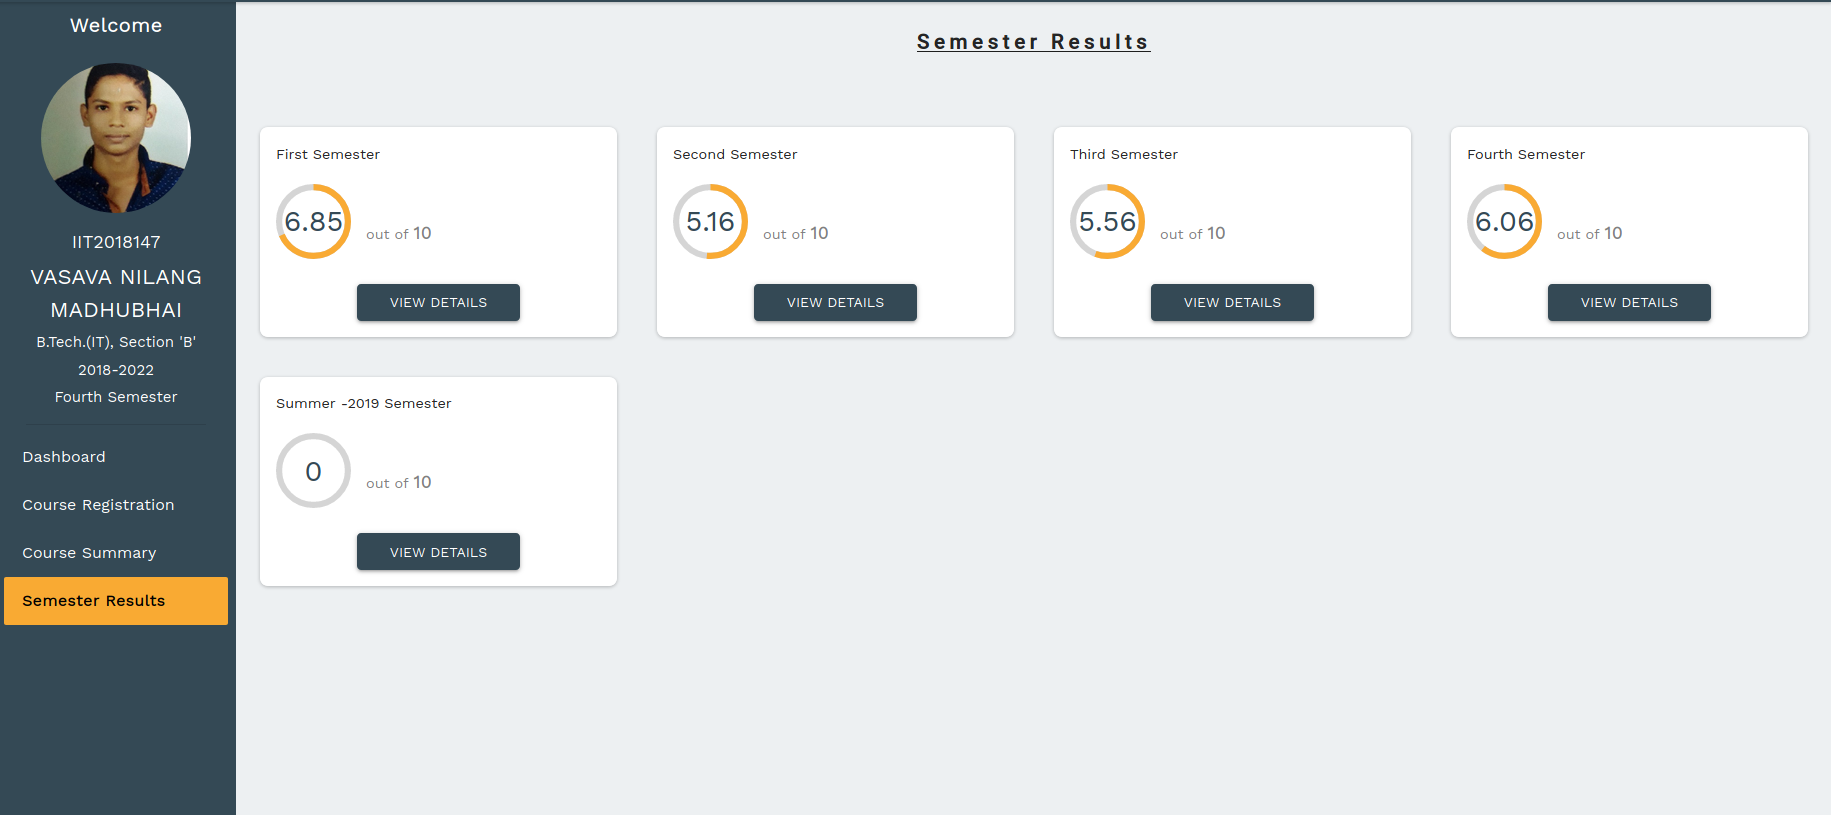 Welcome
IIT2018147
VASAVA NILANG
MADHUBHAI
B.Tech.(IT), Section 'B'
2018-2022
Fourth Semester
Dashboard
Course Registration
Course Summary
Semester Results
Semester Results
First Semester
6.85 out of 10
VIEW DETAILS
Second Semester
5.16 out of 10
VIEW DETAILS
Third Semester
5.56 out of 10
VIEW DETAILS
Fourth Semester
6.06 out of 10
VIEW DETAILS
Summer -2019 Semester
0 out of 10
VIEW DETAILS